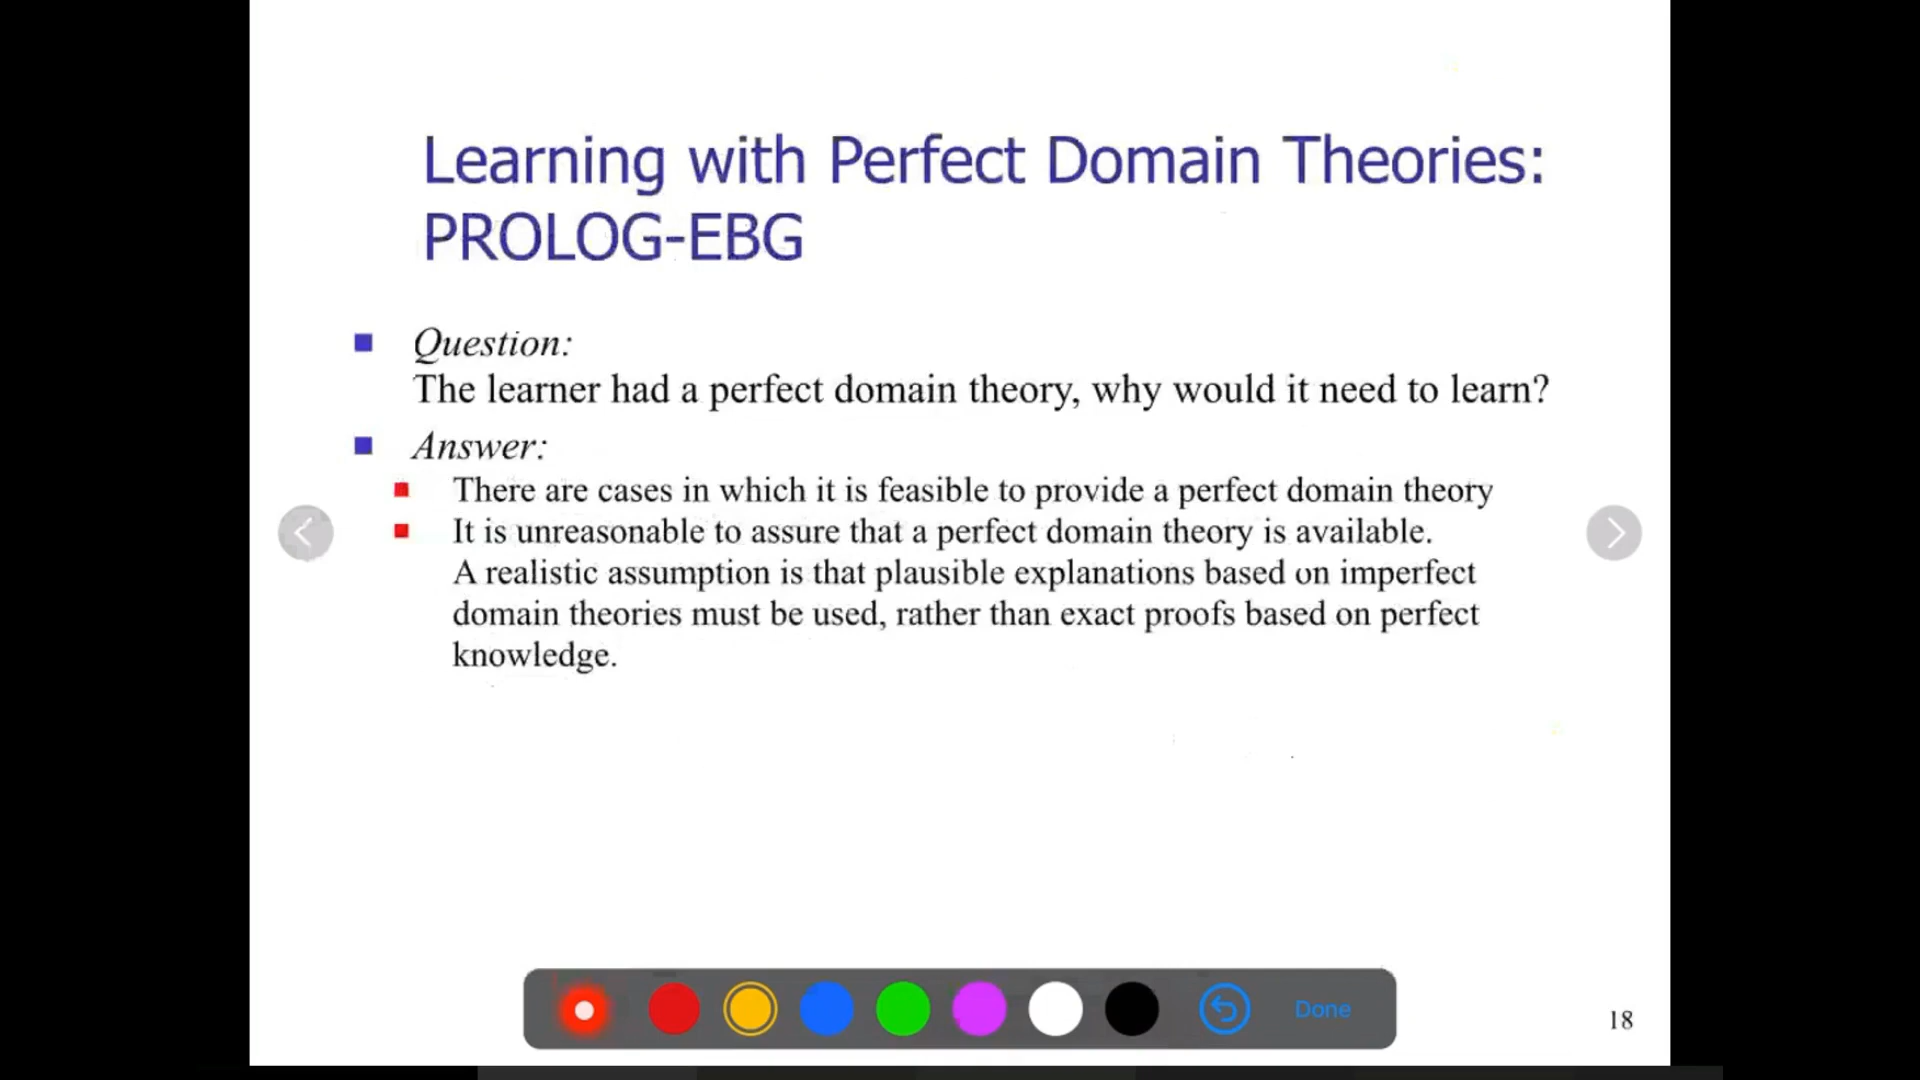 Learning with Perfect Domain Theories:
PROLOG-EBG
Question:
The learner had a perfect domain theory, why would it need to learn?
Answer:
There are cases in which it is feasible to provide a perfect domain theory
It is unreasonable to assure that a perfect domain theory is available.
A realistic assumption is that plausible explanations based on imperfect
domain theories must be used, rather than exact proofs based on perfect
knowledge.
Done
18